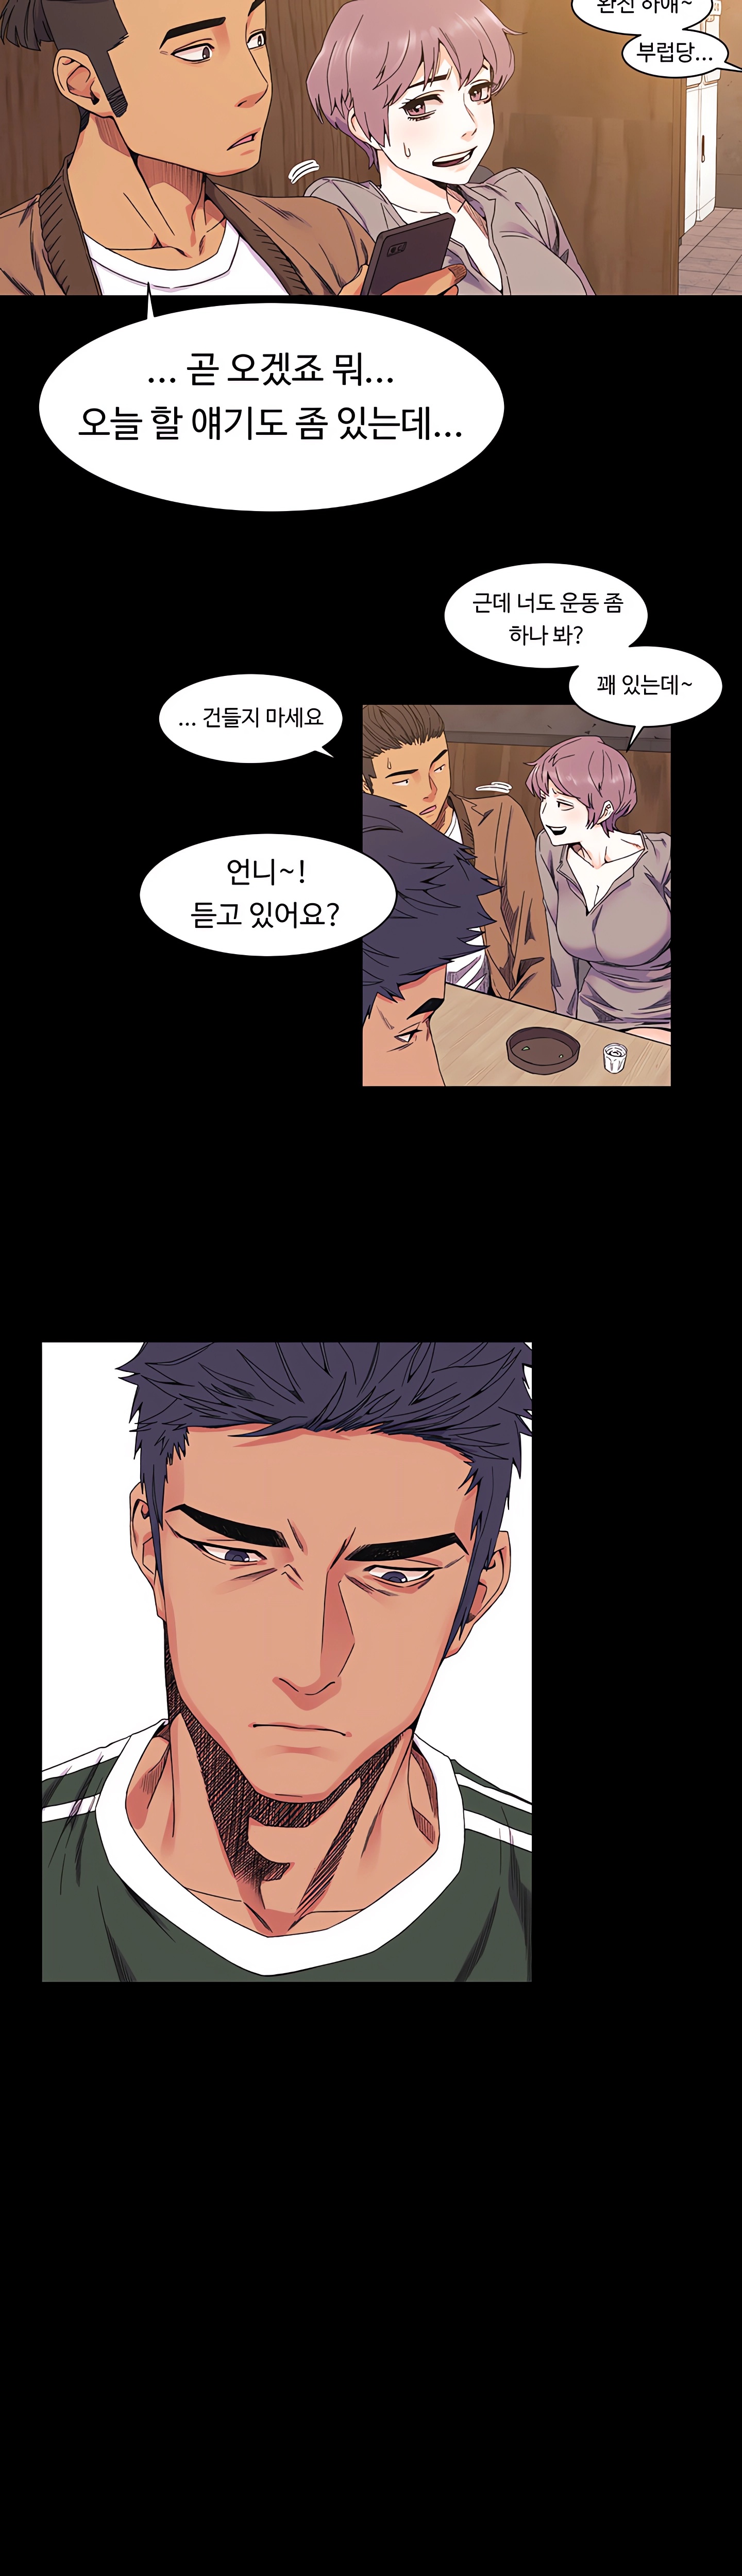 완전 하얘~
부럽당...
... 곧 오겠죠 뭐...
오늘 할 얘기도 좀 있는데...
근데 너도 운동 좀
하나 봐?
꽤 있는데~
... 건들지 마세요
언니~!
듣고 있어요?